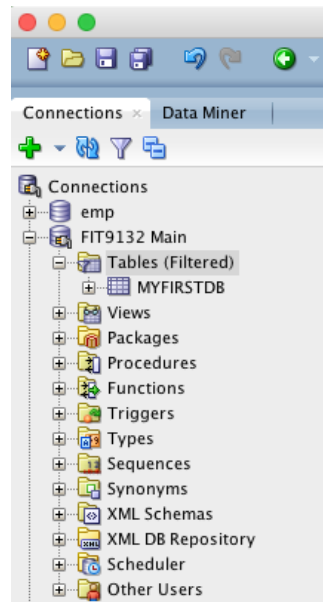 Connections Data Miner
Connections
emp
FIT9132 Main
Tables (Filtered)
MYFIRSTDB
Views
Packages
Procedures
Functions
Triggers
Types
Sequences
Synonyms
XML Schemas
XML DB Repository
Scheduler
Other Users